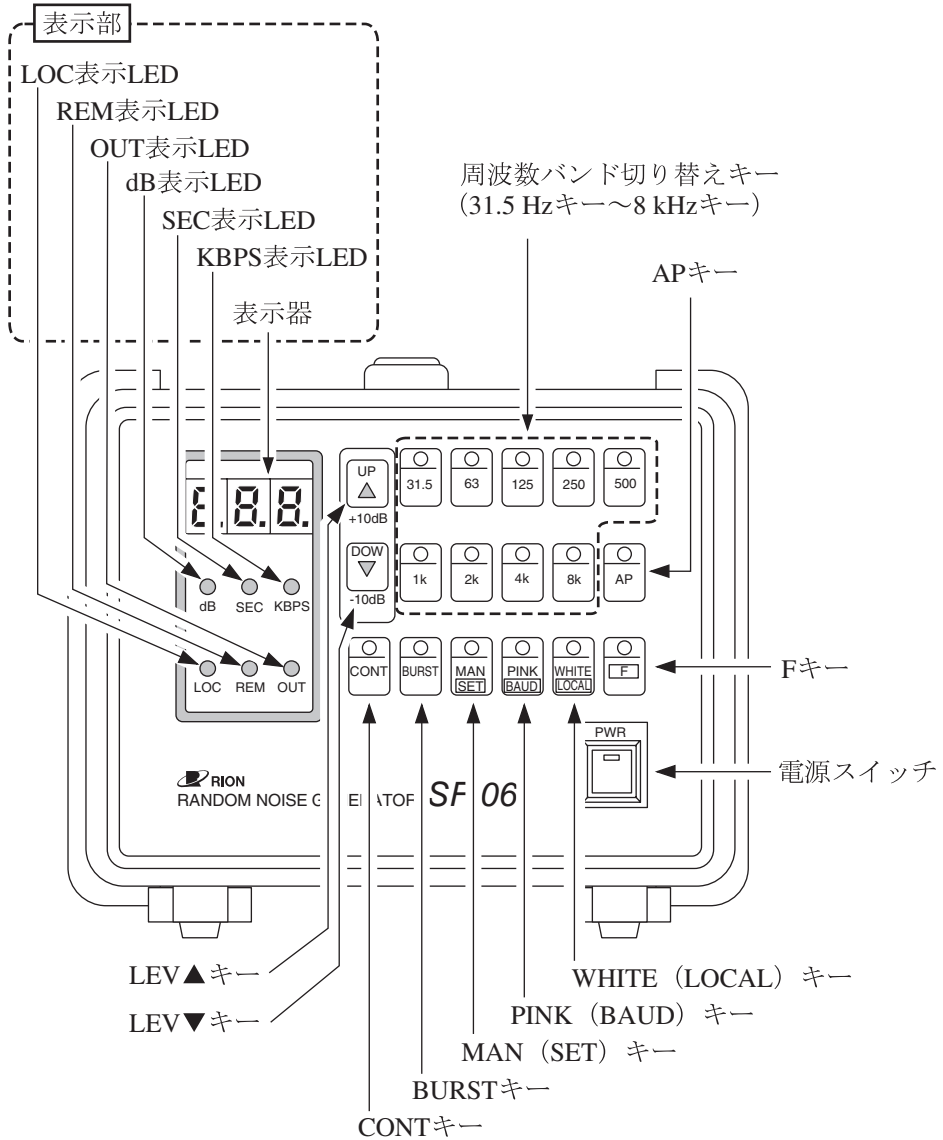 表示部
LOC表示LED
REM表示LED
OUT表示LED
dB表示LED
SEC表示LED
KBPS表示LED
表示器
周波数バンド切り替えキー
（31.5 Hzキー～8 kHzキー）
APキー
UP
+10dB
DOW
-10dB
31.5
63
125
250
500
1k
2k
4k
8k
AP
dB
SEC
KBPS
LOC
REM
OUT
CONT
BURST
MAN
SET
PINK
BAUD
WHITE
LOCAL
F
Fキー
PWR
電源スイッチ
RION
RANDOM NOISE
06
LEV▲キー
LEV▼キー
WHITE（LOCAL）キー
PINK（BAUD）キー
MAN（SET）キー
BURSTキー
CONTキー